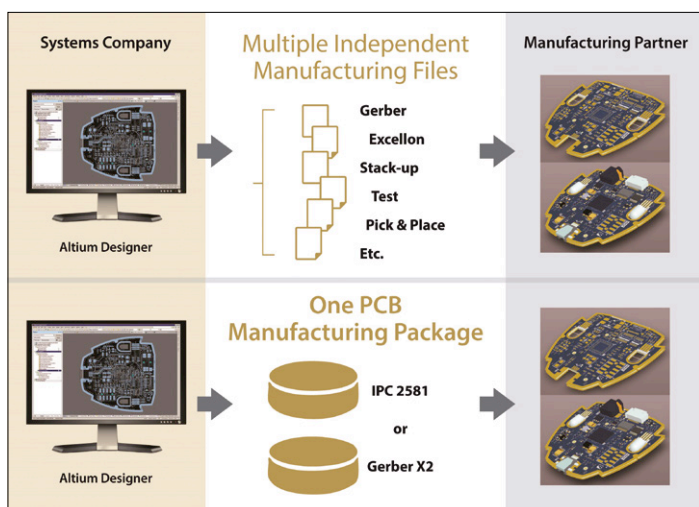 Systems Company
Multiple Independent
Manufacturing Files
Manufacturing Partner
Gerber
Excellon
Stack-up
Test
Pick & Place
Etc.
Altium Designer
One PCB
Manufacturing Package
IPC 2581
or
Gerber X2
Altium Designer